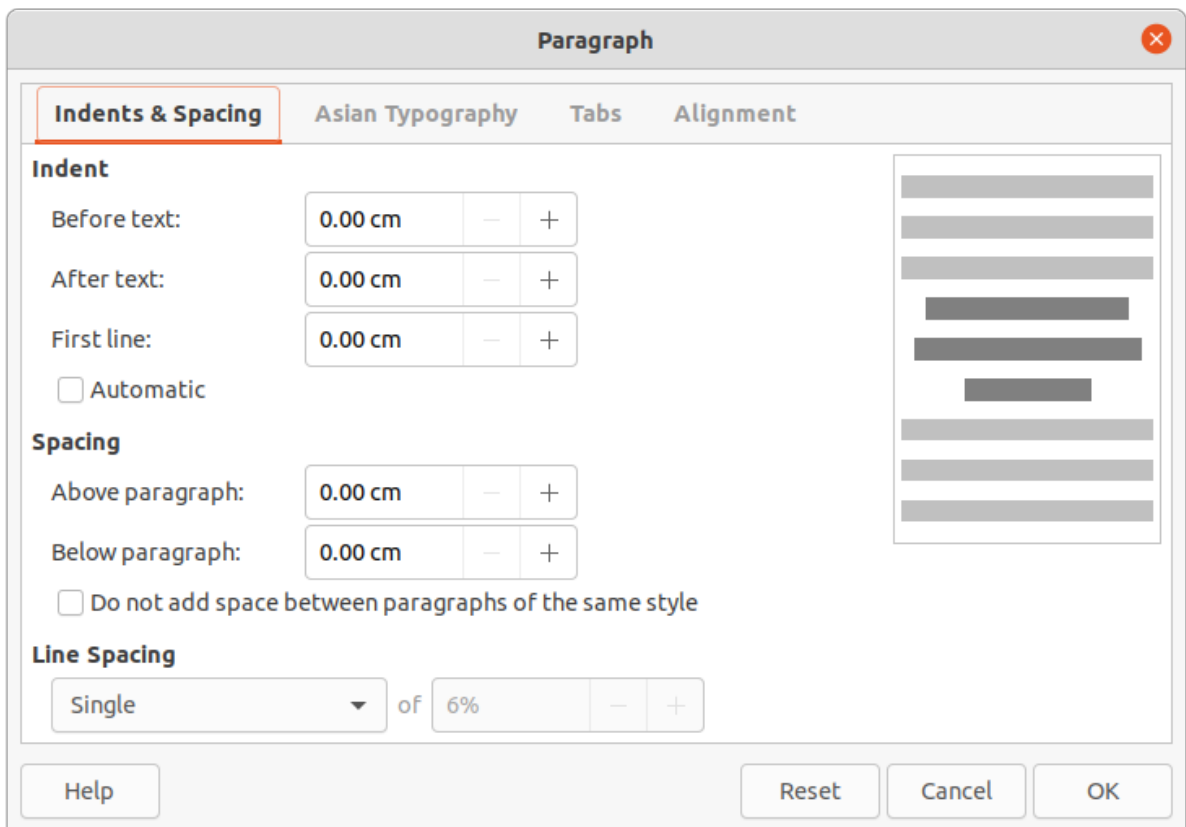 Paragraph
Indents & Spacing Asian Typography Tabs Alignment
Indent
Before text: 0.00 cm
After text: 0.00 cm
First line: 0.00 cm
Automatic
Spacing
Above paragraph: 0.00 cm
Below paragraph: 0.00 cm
Do not add space between paragraphs of the same style
Line Spacing
Single of 6%
Help Reset Cancel OK